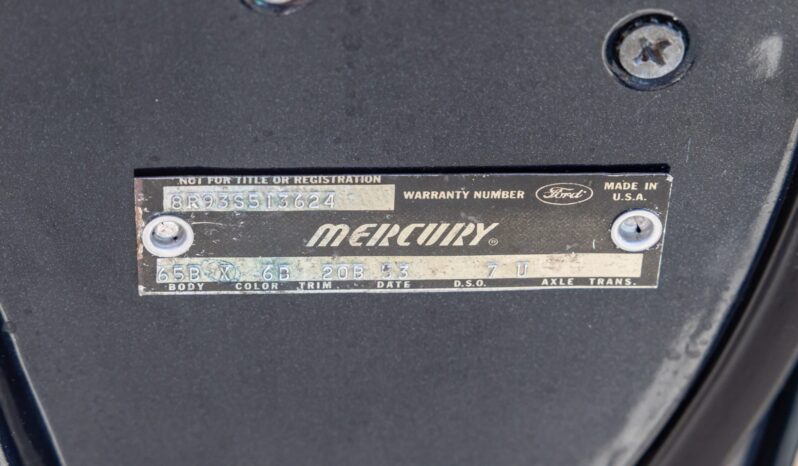 NOT FOR TITLE OR REGISTRATION
8R93S513624 WARRANTY NUMBER Ford MADE IN U.S.A.
MERCURY®
65B X 6B 20B 53 7 U
BODY COLOR TRIM DATE D.S.O. AXLE TRANS.